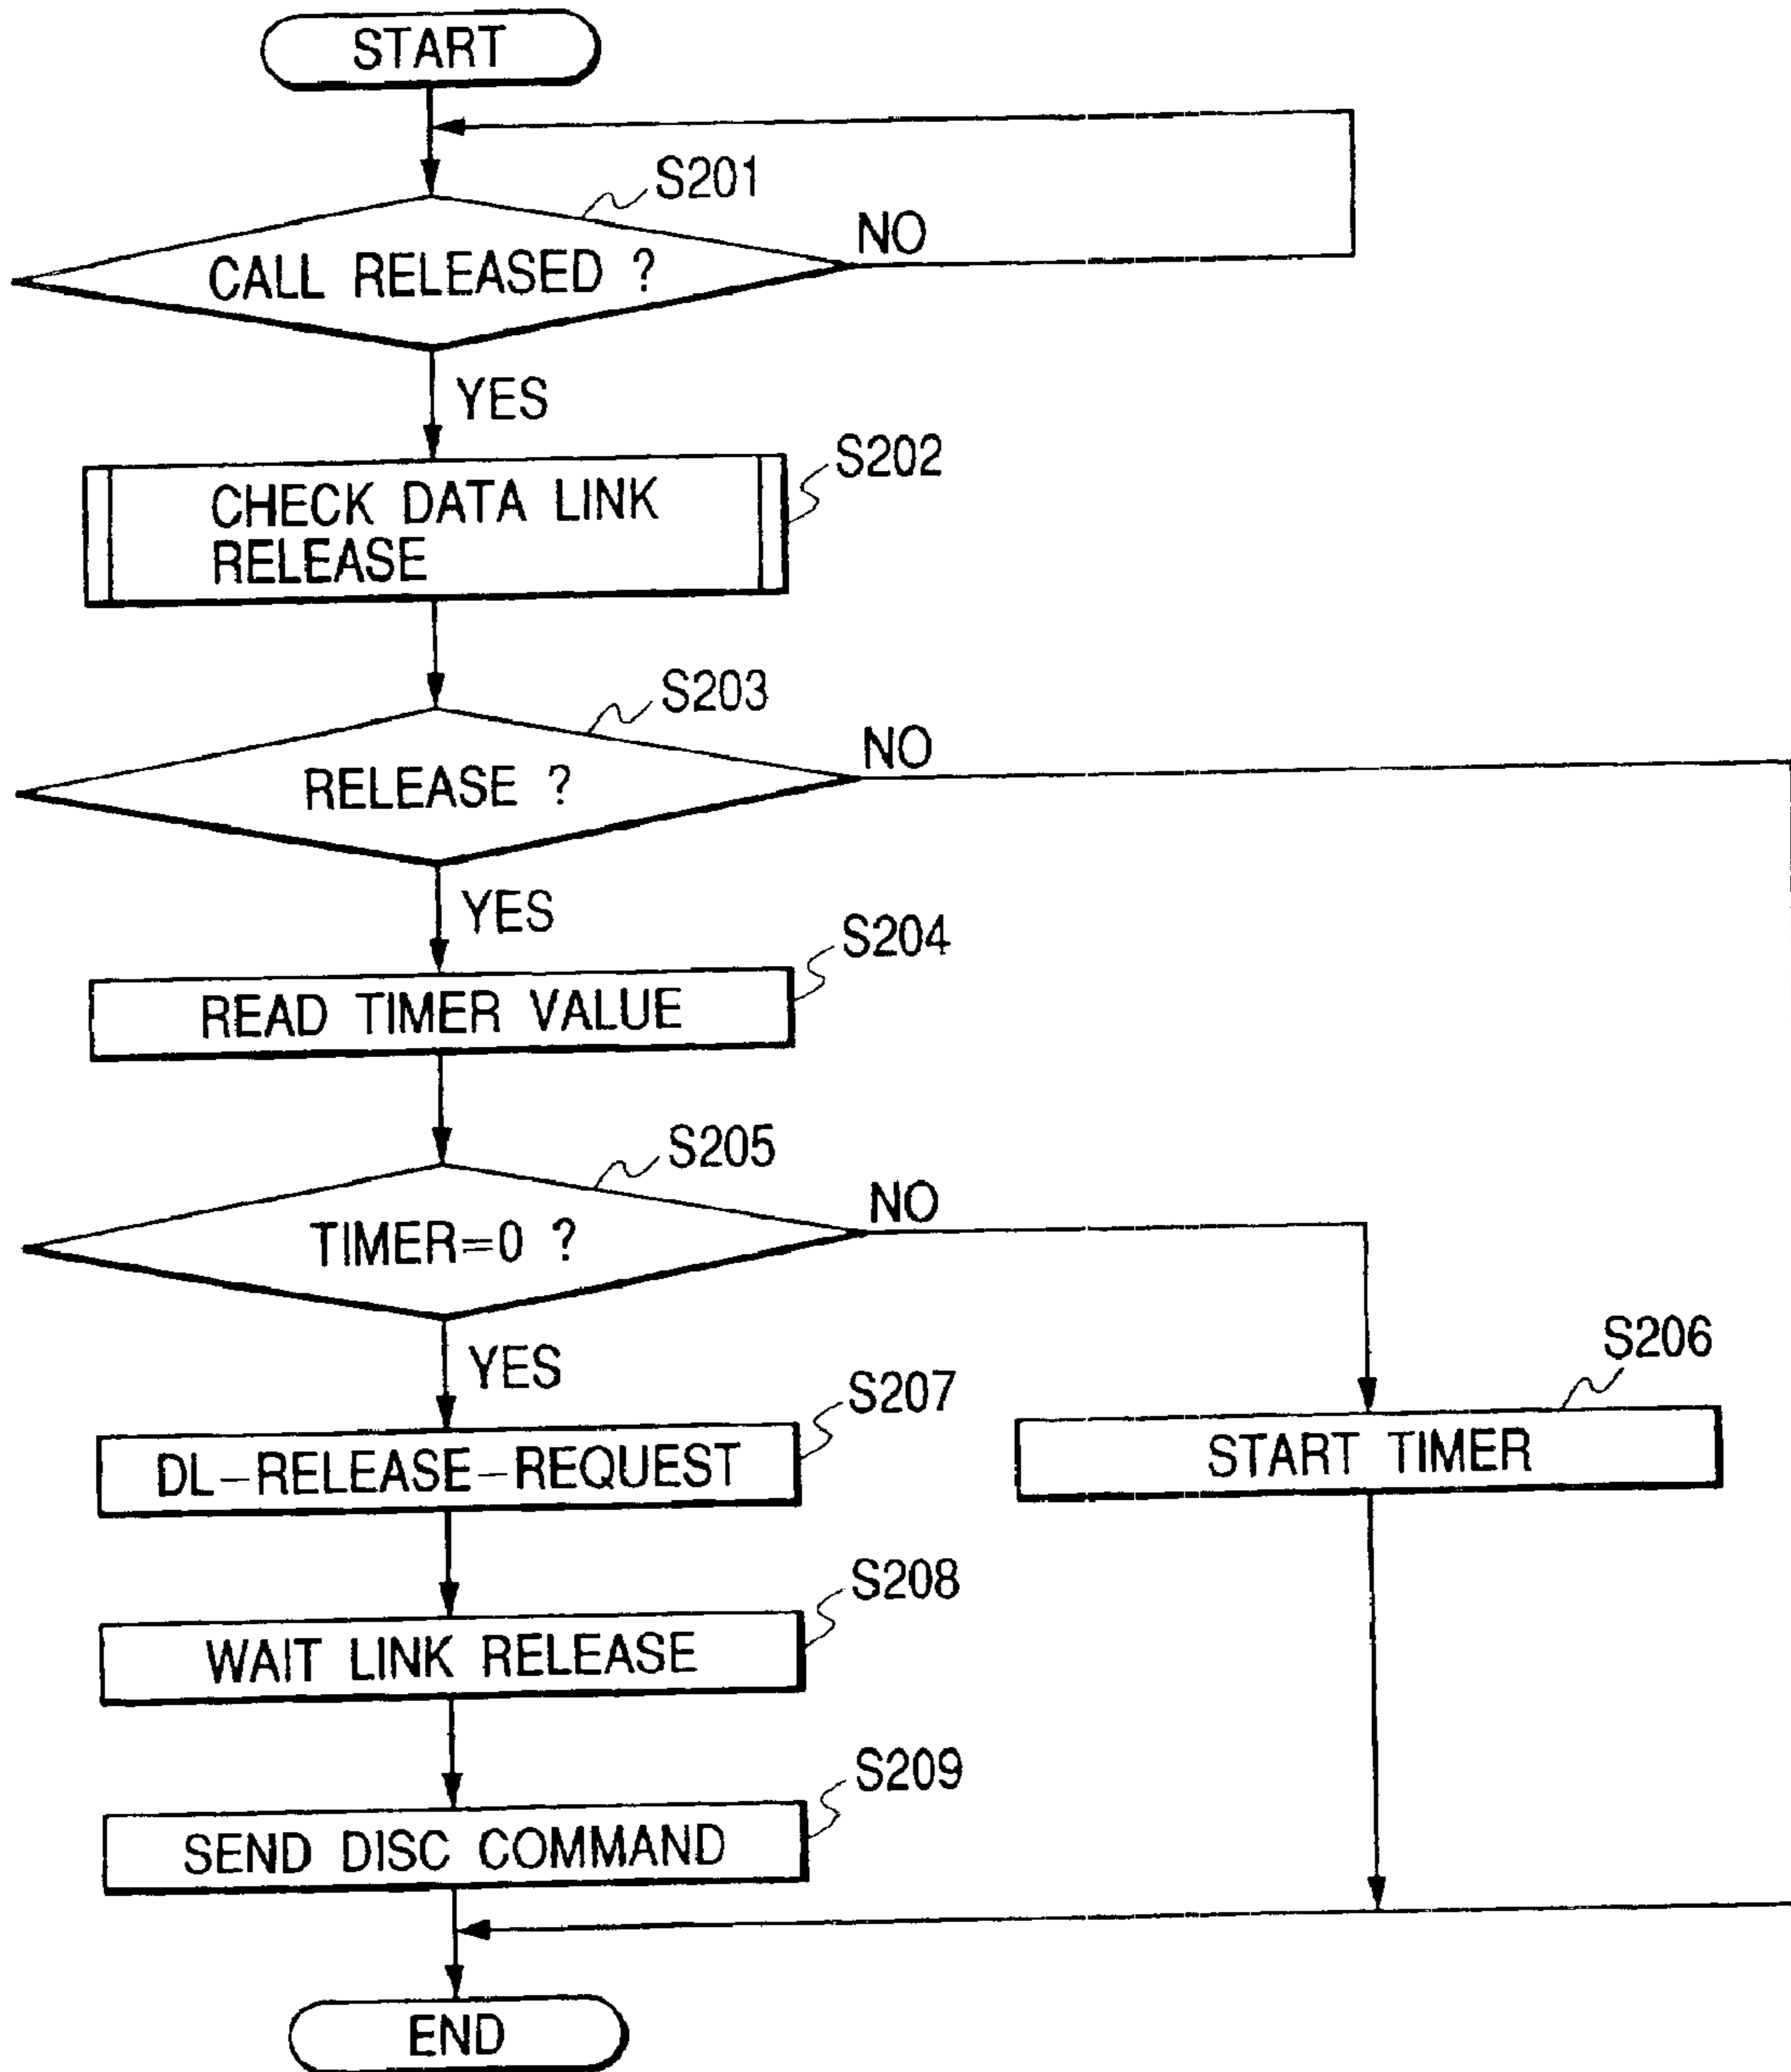 START
S201
CALL RELEASED ?
NO
YES
S202
CHECK DATA LINK
RELEASE
S203
RELEASE ?
NO
YES
S204
READ TIMER VALUE
S205
TIMER=0 ?
NO
YES
S206
START TIMER
S207
DL-RELEASE-REQUEST
S208
WAIT LINK RELEASE
S209
SEND DISC COMMAND
END